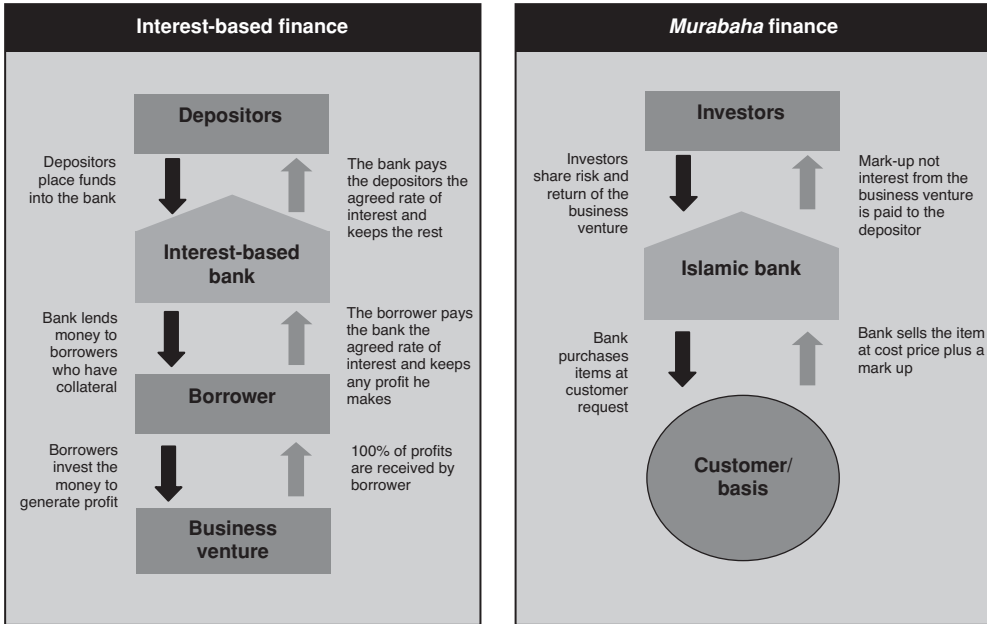 Interest-based finance
Depositors
Depositors
place funds
into the bank
The bank pays
the depositors the
agreed rate of
interest and
keeps the rest
Interest-based
bank
Bank lends
money to
borrowers
who have
collateral
The borrower pays
the bank the
agreed rate of
interest and keeps
any profit he
makes
Borrower
Borrowers
invest the
money to
generate profit
100% of profits
are received by
borrower
Business
venture
Murabaha finance
Investors
Investors
share risk and
return of the
business
venture
Mark-up not
interest from the
business venture
is paid to the
depositor
Islamic bank
Bank
purchases
items at
customer
request
Bank sells the item
at cost price plus a
mark up
Customer/
basis